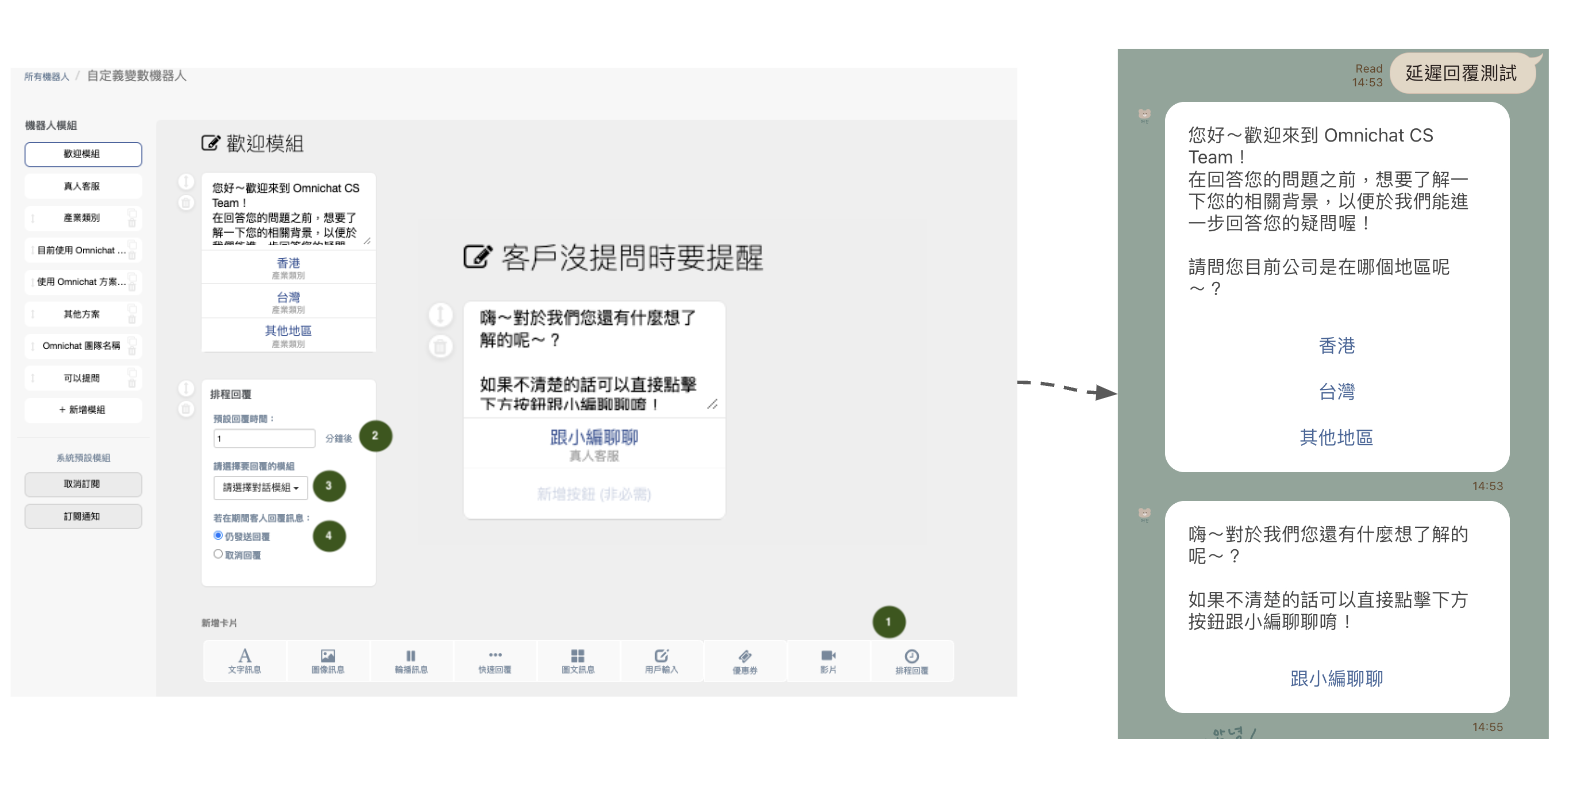 所有機器人 / 自定義變數機器人
機器人模組
歡迎模組
真人客服
產業類別
目前使用 Omnichat ...
使用 Omnichat 方案...
其他方案
Omnichat 團隊名稱
可以提問
+ 新增模組
系統預設模組
取消訂閱
訂閱通知
歡迎模組
您好～歡迎來到 Omnichat CS
Team！
在回答您的問題之前，想要了
解一下您的相關背景，以便於
我們能進一步回答您的疑問
香港
產業類別
台灣
產業類別
其他地區
產業類別
排程回覆
預設回覆時間：
1
分鐘後
2
請選擇要回覆的模組
請選擇對話模組
3
若在期間客人回覆訊息：
仍發送回覆
4
取消回覆
客戶沒提問時要提醒
嗨～對於我們您還有什麼想了
解的呢～？
如果不清楚的話可以直接點擊
下方按鈕跟小編聊聊唷！
跟小編聊聊
真人客服
新增按鈕 (非必需)
新增卡片
1
文字訊息
圖像訊息
輪播訊息
快速回覆
圖文訊息
用戶輸入
優惠券
影片
排程回覆
Read
14:53
延遲回覆測試
您好～歡迎來到 Omnichat CS
Team！
在回答您的問題之前，想要了解一
下您的相關背景，以便於我們能進
一步回答您的疑問喔！
請問您目前公司是在哪個地區呢
～？
香港
台灣
其他地區
14:53
嗨～對於我們您還有什麼想了解的
呢～？
如果不清楚的話可以直接點擊下方
按鈕跟小編聊聊唷！
跟小編聊聊
14:55
안녕